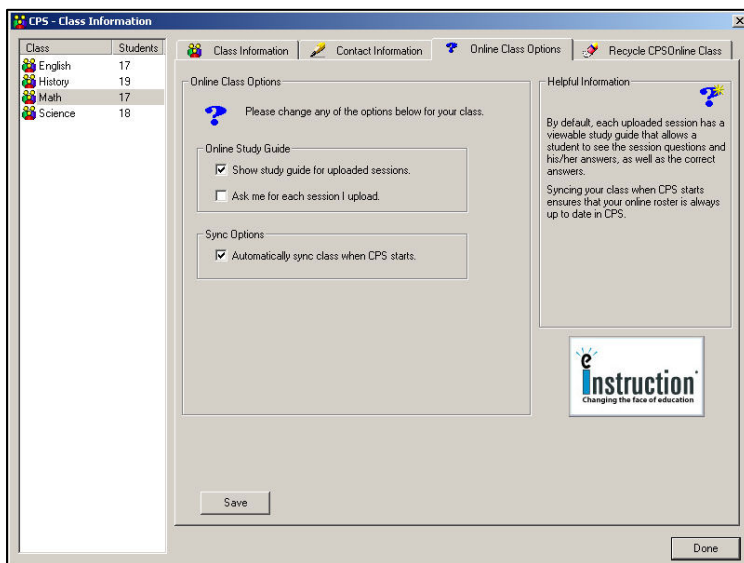 CPS - Class Information
Class Students
English 17
History 19
Math 17
Science 18
Class Information
Contact Information
Online Class Options
Recycle CPSOnline Class
Online Class Options
Please change any of the options below for your class.
Online Study Guide
Show study guide for uploaded sessions.
Ask me for each session I upload.
Sync Options
Automatically sync class when CPS starts.
Save
Helpful Information
By default, each uploaded session has a
viewable study guide that allows a
student to see the session questions and
his/her answers, as well as the correct
answers.
Syncing your class when CPS starts
ensures that your online roster is always
up to date in CPS.
eInstruction
Changing the face of education
Done